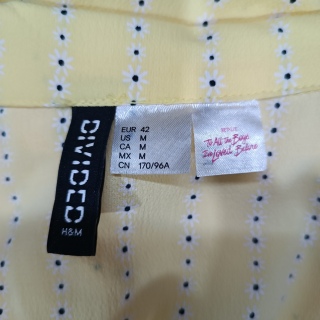 DIVIDED
H&M
EUR 42
US M
CA M
MX M
CN 170/96A
To All the Boys
I've Loved Before